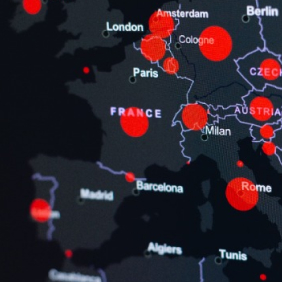 Amsterdam
Berlin
London
Cologne
Paris
CZECH
FRANCE
AUSTRIA
Milan
Barcelona
Madrid
Rome
Algiers
Tunis
Casablanca